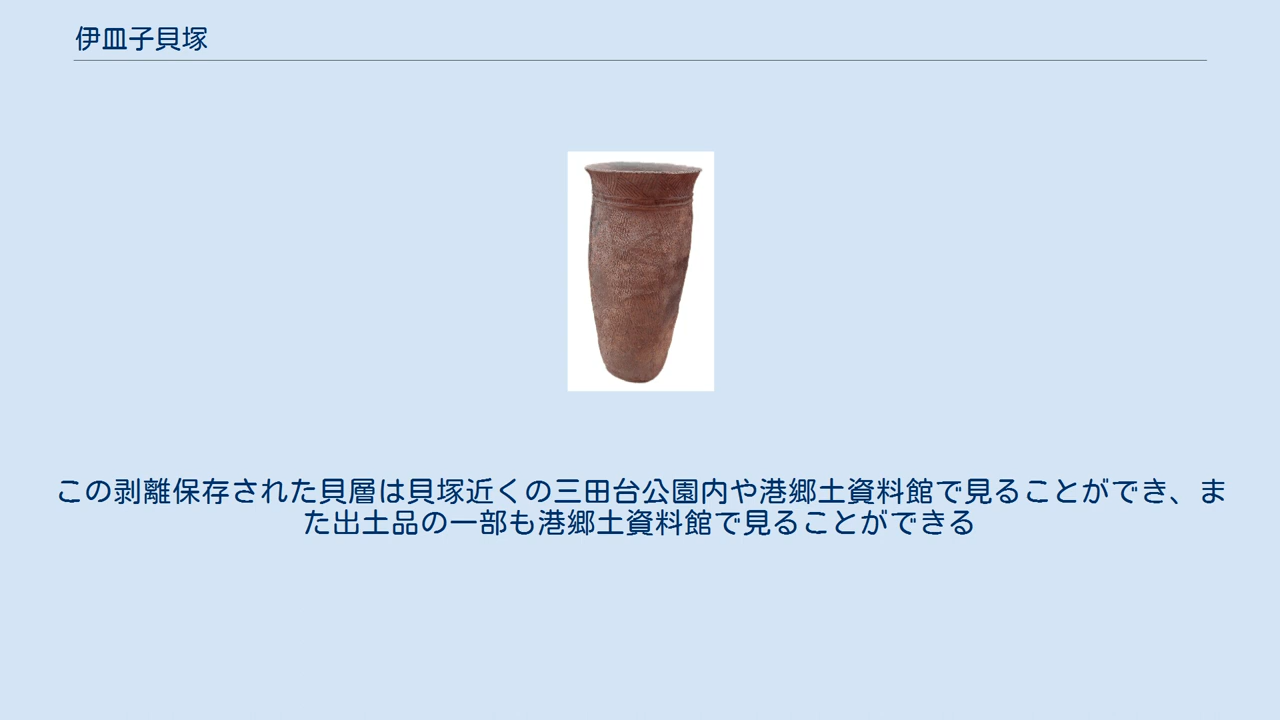 伊皿子貝塚
この剥離保存された貝層は貝塚近くの三田台公園内や港郷土資料館で見ることができ、ま
た出土品の一部も港郷土資料館で見ることができる